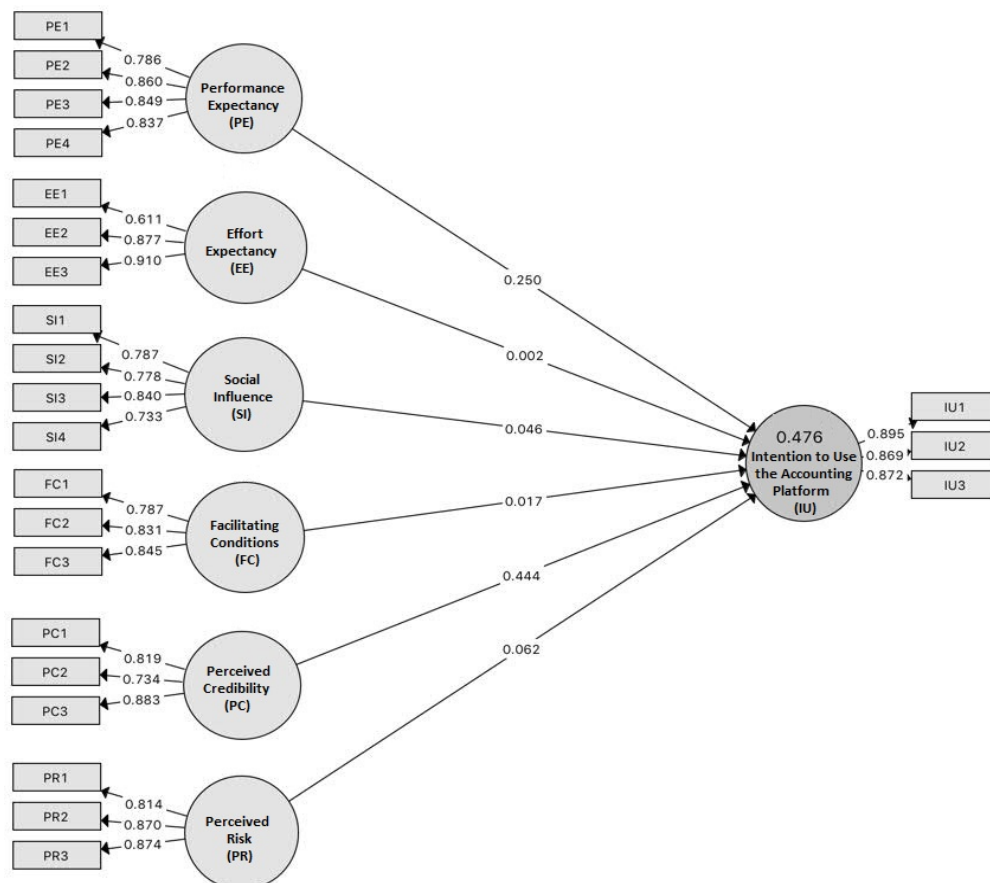 PE1
0.786
PE2
0.860
PE3
0.849
PE4
0.837
Performance
Expectancy
(PE)
EE1
0.611
EE2
0.877
EE3
0.910
Effort
Expectancy
(EE)
SI1
0.787
SI2
0.778
SI3
0.840
SI4
0.733
Social
Influence
(SI)
FC1
0.787
FC2
0.831
FC3
0.845
Facilitating
Conditions
(FC)
PC1
0.819
PC2
0.734
PC3
0.883
Perceived
Credibility
(PC)
PR1
0.814
PR2
0.870
PR3
0.874
Perceived
Risk
(PR)
0.250
0.002
0.046
0.017
0.444
0.062
0.476
Intention to Use
the Accounting
Platform
(IU)
0.895
IU1
0.869
IU2
0.872
IU3